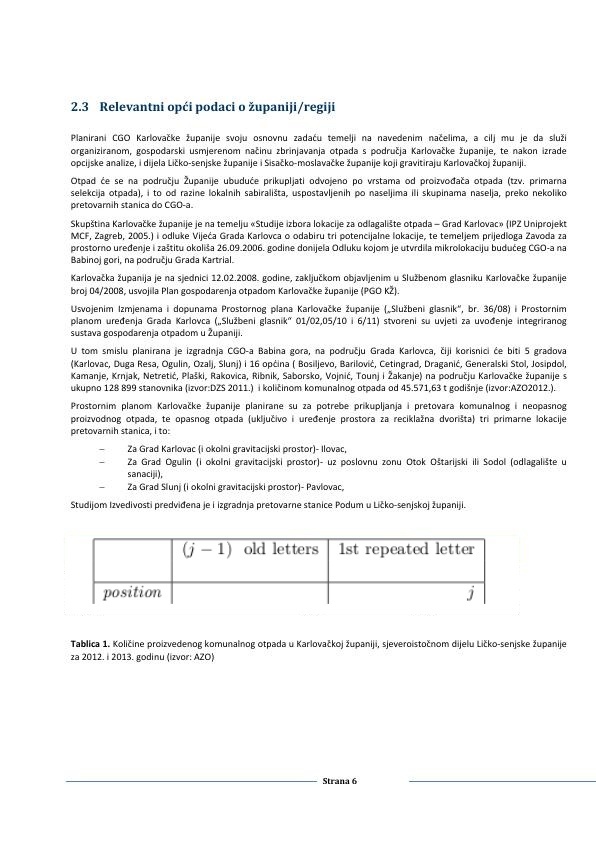 2.3 Relevantni opći podaci o županiji/regiji
Planirani CGO Karlovačke županije svoju osnovnu zadaću temelji na navedenim načelima, a cilj mu je da služi
organiziranom, gospodarski usmjerenom načinu zbrinjavanja otpada s područja Karlovačke županije, te nakon izrade
opcijske analize, i dijela Ličko-senjske županije i Sisačko-moslavačke županije koji gravitiraju Karlovačkoj županiji.
Otpad će se na području Županije ubuduće prikupljati odvojeno po vrstama od proizvođača otpada (tzv. primarna
selekcija otpada), i to od razine lokalnih sabirališta, uspostavljenih po naseljima ili skupinama naselja, preko nekoliko
pretovarnih stanica do CGO-a.
Skupština Karlovačke županije je na temelju «Studije izbora lokacije za odlagalište otpada – Grad Karlovac» (IPZ Uniprojekt
MCF, Zagreb, 2005.) i odluke Vijeća Grada Karlovca o odabiru tri potencijalne lokacije, te temeljem prijedloga Zavoda za
prostorno uređenje i zaštitu okoliša 26.09.2006. godine donijela Odluku kojom je utvrdila mikrolokaciju budućeg CGO-a na
Babinoj gori, na području Grada Kartrial.
Karlovačka županija je na sjednici 12.02.2008. godine, zaključkom objavljenim u Službenom glasniku Karlovačke županije
broj 04/2008, usvojila Plan gospodarenja otpadom Karlovačke županije (PGO KŽ).
Usvojenim Izmjenama i dopunama Prostornog plana Karlovačke županije („Službeni glasnik“, br. 36/08) i Prostornim
planom uređenja Grada Karlovca („Službeni glasnik“ 01/02,05/10 i 6/11) stvoreni su uvjeti za uvođenje integriranog
sustava gospodarenja otpadom u Županiji.
U tom smislu planirana je izgradnja CGO-a Babina gora, na području Grada Karlovca, čiji korisnici će biti 5 gradova
(Karlovac, Duga Resa, Ogulin, Ozalj, Slunj) i 16 općina ( Bosiljevo, Barilović, Cetingrad, Draganić, Generalski Stol, Josipdol,
Kamanje, Krnjak, Netretić, Plaški, Rakovica, Ribnik, Saborsko, Vojnić, Tounj i Žakanje) na području Karlovačke županije s
ukupno 128 899 stanovnika (izvor:DZS 2011.) i količinom komunalnog otpada od 45.571,63 t godišnje (izvor:AZO2012.).
Prostornim planom Karlovačke županije planirane su za potrebe prikupljanja i pretovara komunalnog i neopasnog
proizvodnog otpada, te opasnog otpada (uključivo i uređenje prostora za reciklažna dvorišta) tri primarne lokacije
pretovarnih stanica, i to:
– Za Grad Karlovac (i okolni gravitacijski prostor)- Ilovac,
– Za Grad Ogulin (i okolni gravitacijski prostor)- uz poslovnu zonu Otok Oštarijski ili Sodol (odlagalište u
sanaciji),
– Za Grad Slunj (i okolni gravitacijski prostor)- Pavlovac,
Studijom Izvedivosti predviđena je i izgradnja pretovarne stanice Podum u Ličko-senjskoj županiji.
(j − 1) old letters 1st repeated letter
position j
Tablica 1. Količine proizvedenog komunalnog otpada u Karlovačkoj županiji, sjeveroistočnom dijelu Ličko-senjske županije
za 2012. i 2013. godinu (izvor: AZO)
Strana 6